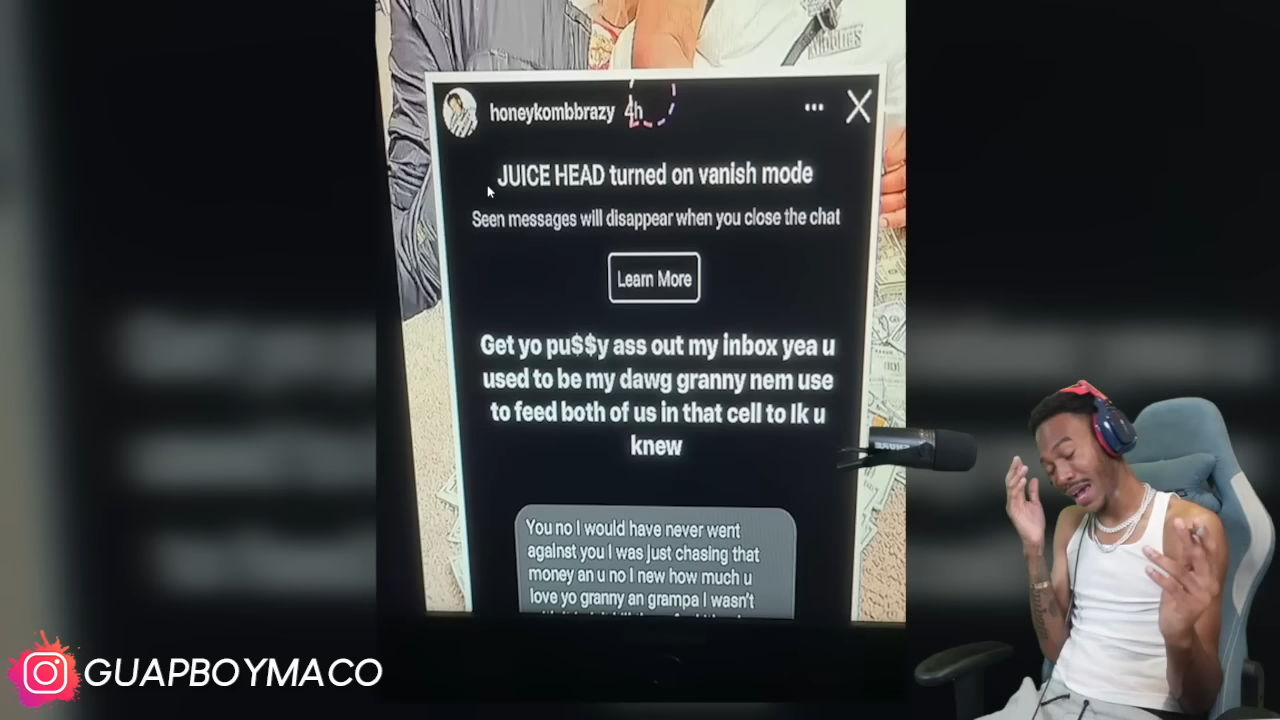 honeykombbrazy 4h
JUICE HEAD turned on vanish mode
Seen messages will disappear when you close the chat
Learn More
Get yo pu$$y ass out my inbox yea u
used to be my dawg granny nem use
to feed both of us in that cell to Ik u
knew
You no I would have never went
against you I was just chasing that
money an u no I new how much u
love yo granny an grampa I wasn't
GUAPBOYMACO